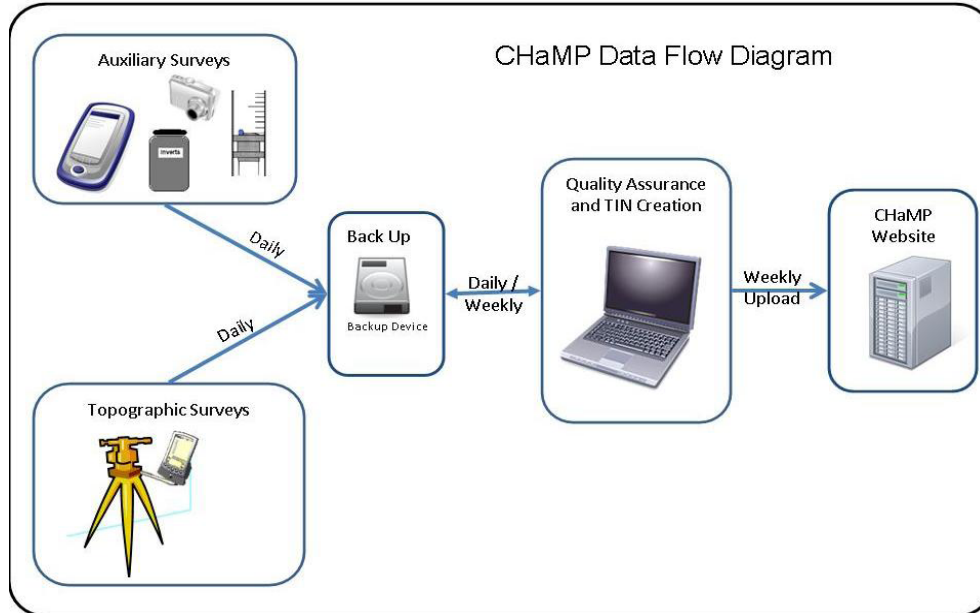 CHaMP Data Flow Diagram
Auxiliary Surveys
inverts
Daily
Daily
Topographic Surveys
Back Up
Backup Device
Daily /
Weekly
Quality Assurance
and TIN Creation
Weekly
Upload
CHaMP
Website